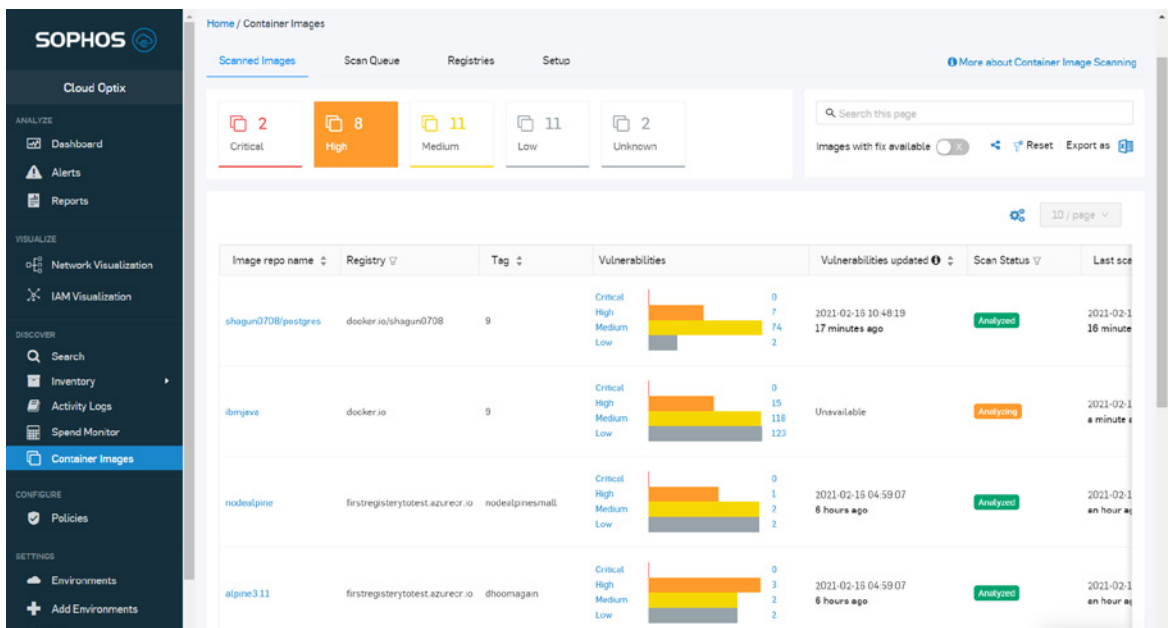 SOPHOS
Cloud Optix
ANALYZE
Dashboard
Alerts
Reports
VISUALIZE
Network Visualization
IAM Visualization
DISCOVER
Search
Inventory
Activity Logs
Spend Monitor
Container Images
CONFIGURE
Policies
SETTINGS
Environments
Add Environments
Home / Container Images
Scanned Images Scan Queue Registries Setup
More about Container Image Scanning
2 8 11 11 2
Critical High Medium Low Unknown
Search this page
Images with fix available X Reset Export as
10 / page
Image repo name Registry Tag Vulnerabilities Vulnerabilities updated Scan Status Last sca
shagun0708/postgres docker.io/shagun0708 9
Critical 0
High 7
Medium 74
Low 2
2021-02-16 10:48:19
17 minutes ago
Analyzed
2021-02-1
16 minute
ibmjava docker.io 9
Critical 0
High 15
Medium 118
Low 123
Unavailable
Analyzing
2021-02-1
a minute a
nodealpine firstregisterytotest.azurecr.io nodealpinesmall
Critical 0
High 1
Medium 2
Low 2
2021-02-16 04:59:07
6 hours ago
Analyzed
2021-02-1
an hour ag
alpine3.11 firstregisterytotest.azurecr.io dhoomagain
Critical 0
High 3
Medium 2
Low 2
2021-02-16 04:59:07
6 hours ago
Analyzed
2021-02-1
an hour ag